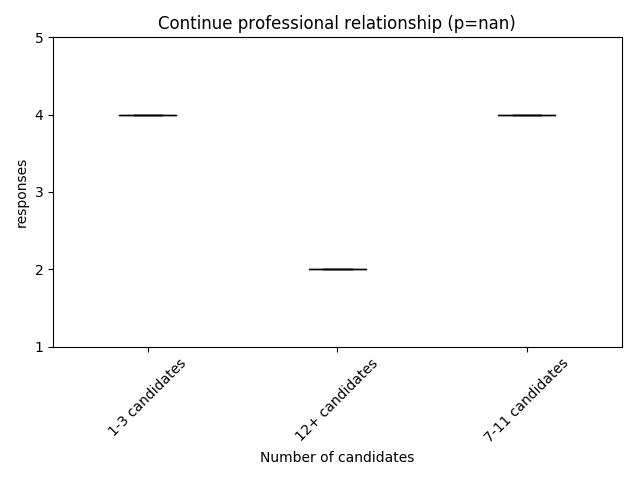 Continue professional relationship (p=nan)
5
4
3
2
1
responses
1-3 candidates
12+ candidates
7-11 candidates
Number of candidates